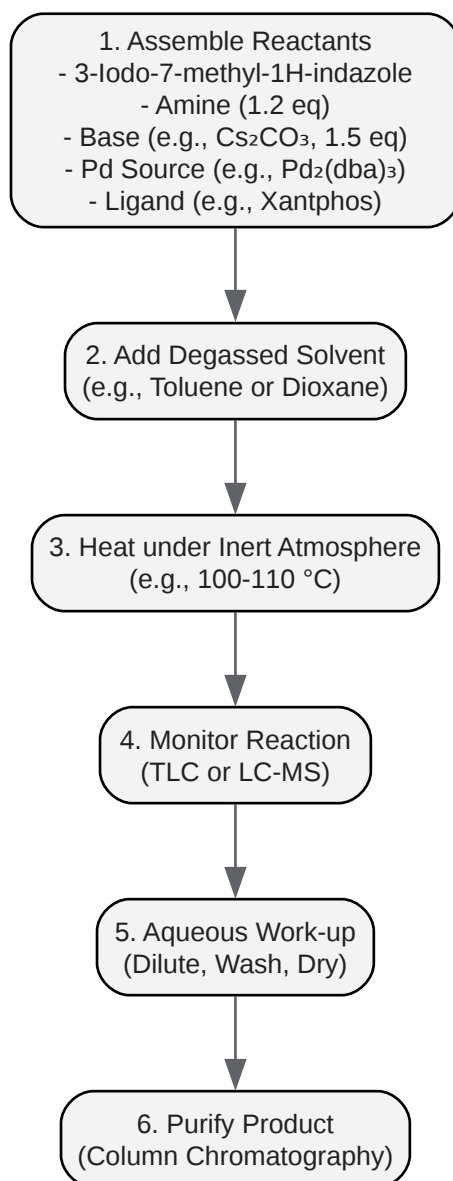 1. Assemble Reactants
- 3-Iodo-7-methyl-1H-indazole
- Amine (1.2 eq)
- Base (e.g., Cs₂CO₃, 1.5 eq)
- Pd Source (e.g., Pd₂(dba)₃)
- Ligand (e.g., Xantphos)
2. Add Degassed Solvent
(e.g., Toluene or Dioxane)
3. Heat under Inert Atmosphere
(e.g., 100-110 °C)
4. Monitor Reaction
(TLC or LC-MS)
5. Aqueous Work-up
(Dilute, Wash, Dry)
6. Purify Product
(Column Chromatography)